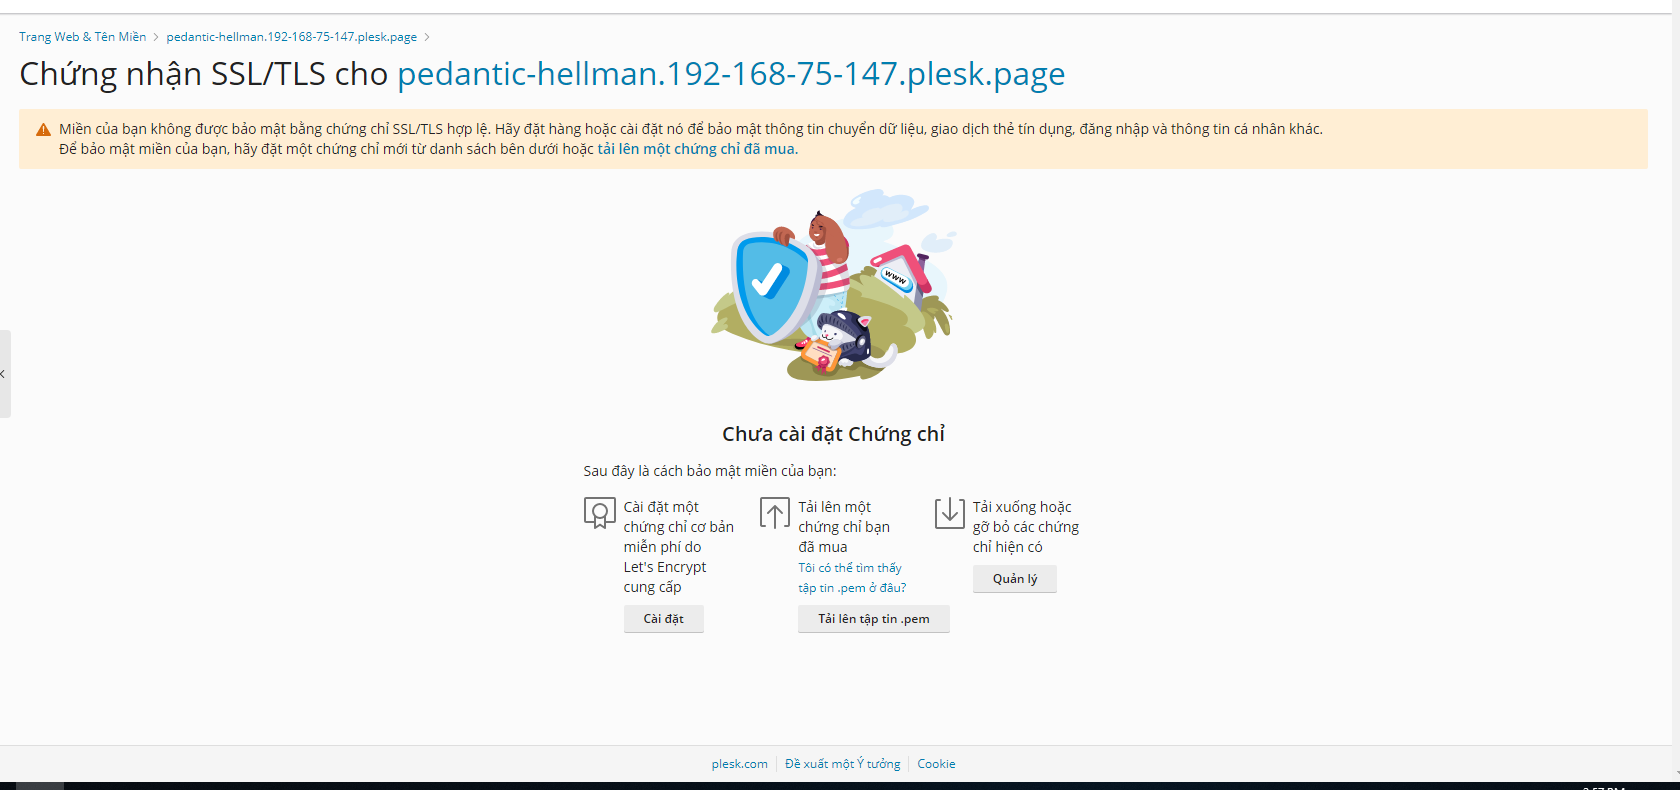 Trang Web & Tên Miền > pedantic-hellman.192-168-75-147.plesk.page >
Chứng nhận SSL/TLS cho pedantic-hellman.192-168-75-147.plesk.page
Miền của bạn không được bảo mật bằng chứng chỉ SSL/TLS hợp lệ. Hãy đặt hàng hoặc cài đặt nó để bảo mật thông tin chuyển dữ liệu, giao dịch thẻ tín dụng, đăng nhập và thông tin cá nhân khác.
Để bảo mật miền của bạn, hãy đặt một chứng chỉ mới từ danh sách bên dưới hoặc tải lên một chứng chỉ đã mua.
www
Chưa cài đặt Chứng chỉ
Sau đây là cách bảo mật miền của bạn:
Cài đặt một
chứng chỉ cơ bản
miễn phí do
Let's Encrypt
cung cấp
Cài đặt
Tải lên một
chứng chỉ bạn
đã mua
Tôi có thể tìm thấy
tập tin .pem ở đâu?
Tải lên tập tin .pem
Tải xuống hoặc
gỡ bỏ các chứng
chỉ hiện có
Quản lý
plesk.com
Đề xuất một Ý tưởng
Cookie